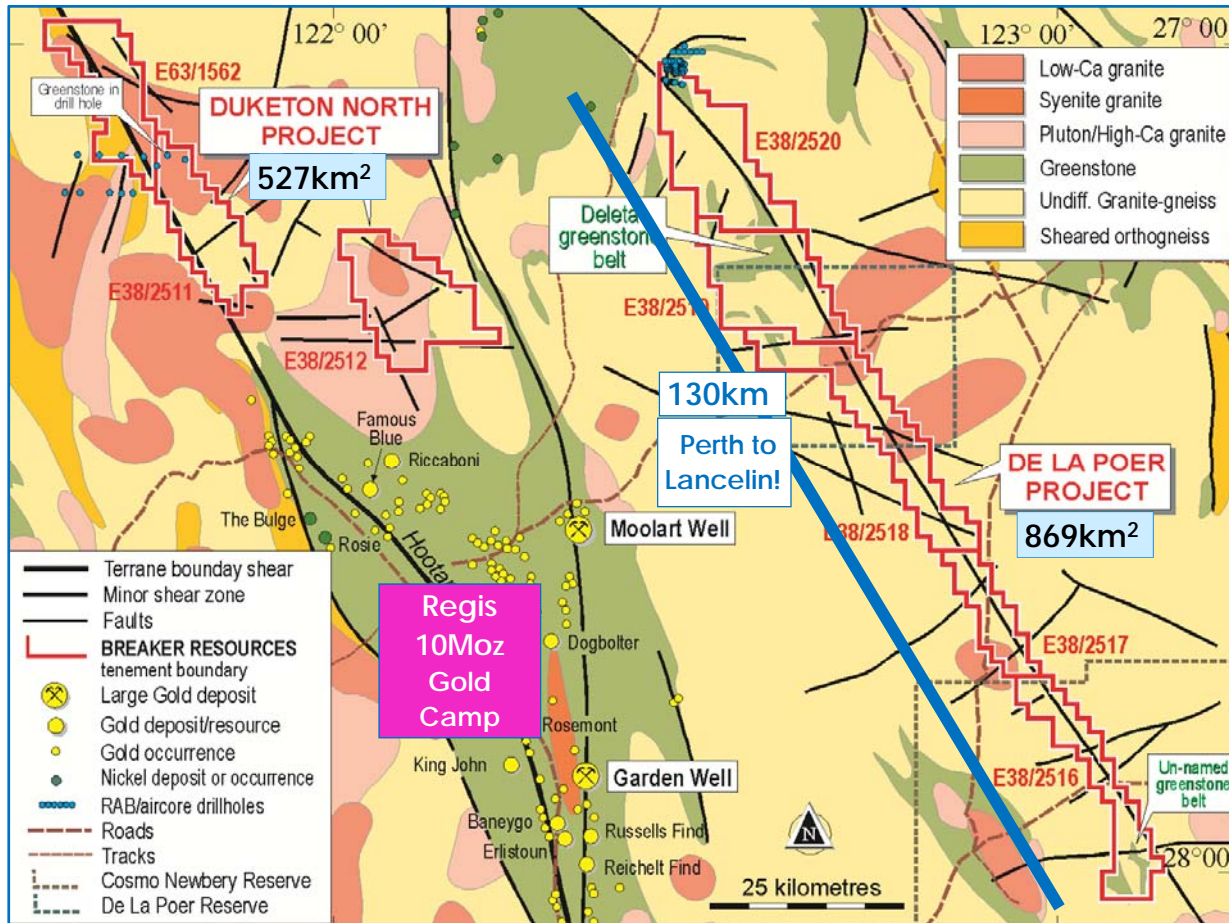 122° 00'
123° 00'
27° 00'
E63/1562
Greenstone in
drill hole
DUKETON NORTH
PROJECT
527km²
E38/2511
E38/2512
Low-Ca granite
Syenite granite
Pluton/High-Ca granite
Greenstone
Undiff. Granite-gneiss
Sheared orthogneiss
E38/2520
Deleta
greenstone
belt
E38/251
130km
Perth to
Lancelin!
DE LA POER
PROJECT
869km²
E38/2518
E38/2517
E38/2516
Un-named
greenstone
belt
28° 00'
Famous
Blue
Riccaboni
The Bulge
Rosie
Hootan
Moolart Well
Regis
10Moz
Gold
Camp
Dogbolter
Rosemont
King John
Garden Well
Baneygo
Erlistoun
Russells Find
Reichelt Find
N
25 kilometres
Terrane bounday shear
Minor shear zone
Faults
BREAKER RESOURCES
tenement boundary
Large Gold deposit
Gold deposit/resource
Gold occurrence
Nickel deposit or occurrence
RAB/aircore drillholes
Roads
Tracks
Cosmo Newbery Reserve
De La Poer Reserve